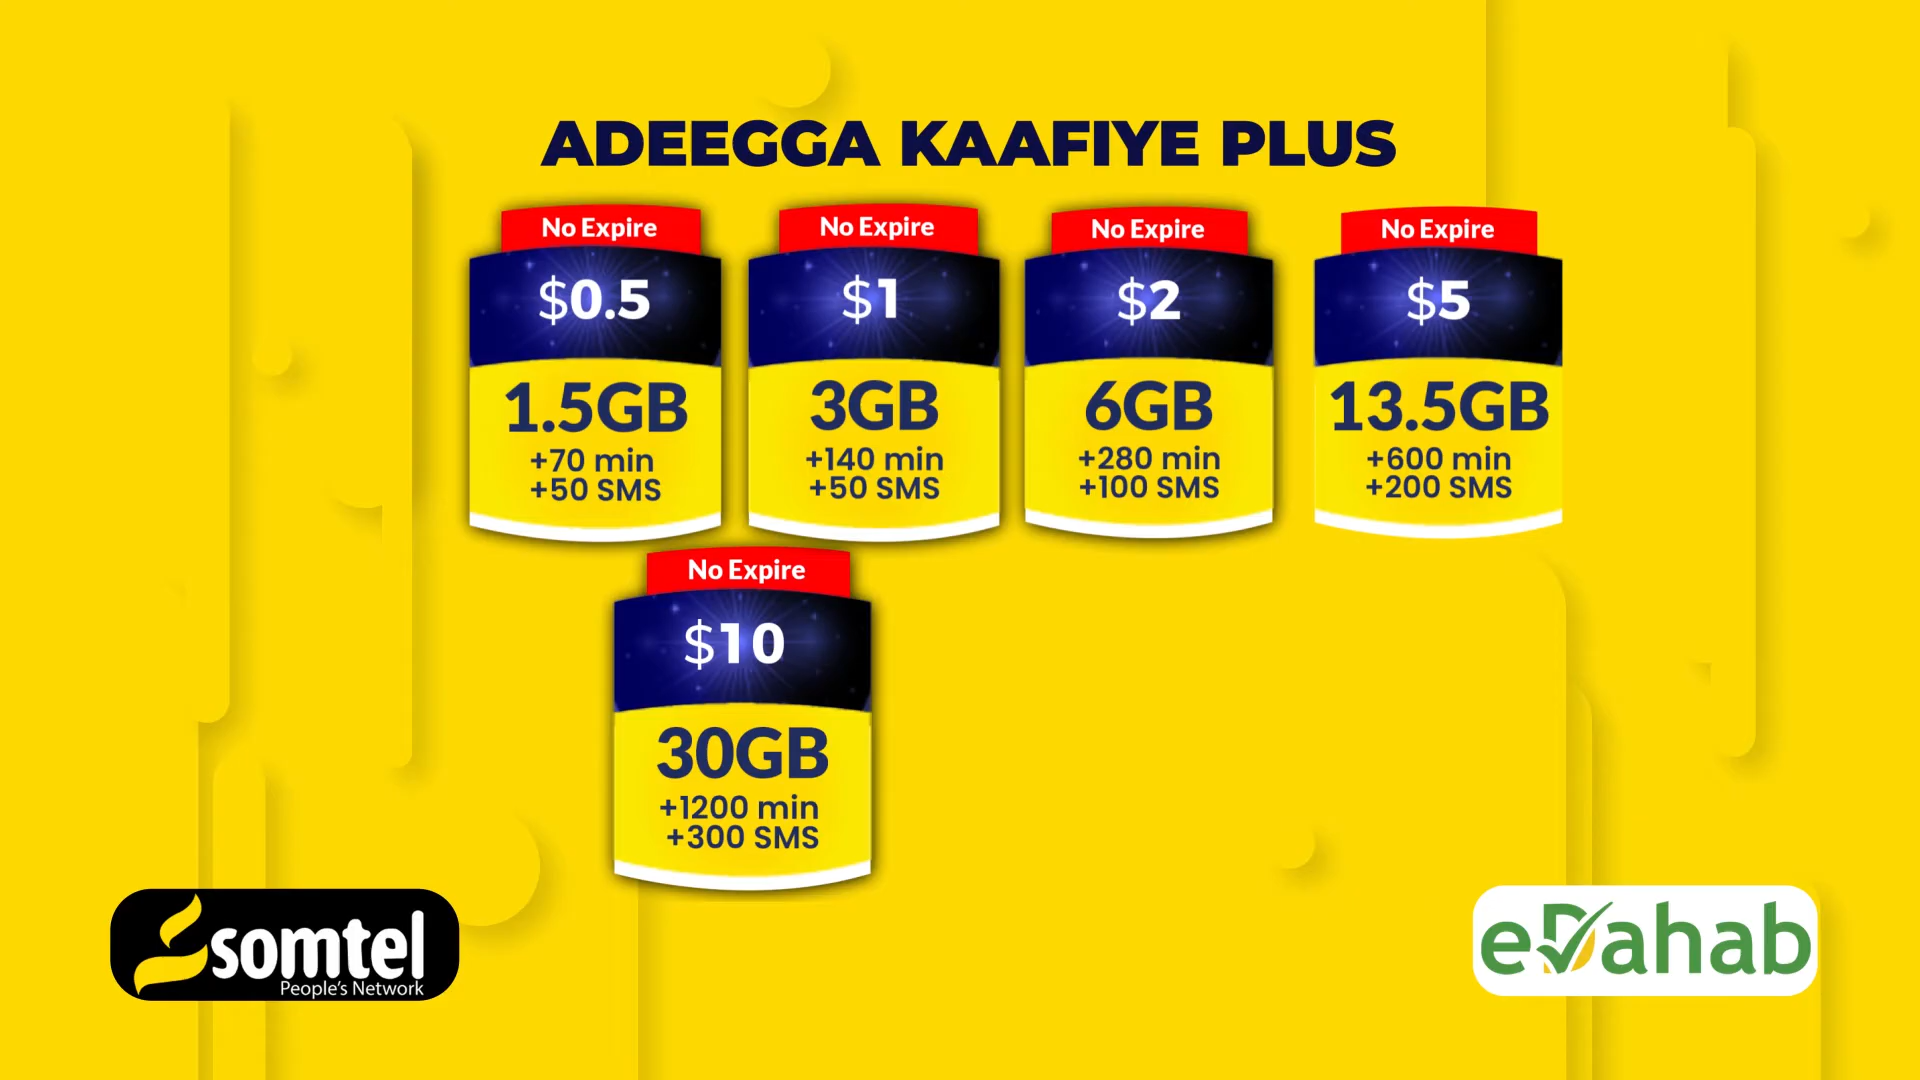 ADEEGGA KAAFIYE PLUS
No Expire
$0.5
1.5GB
+70 min
+50 SMS
No Expire
$1
3GB
+140 min
+50 SMS
No Expire
$2
6GB
+280 min
+100 SMS
No Expire
$5
13.5GB
+600 min
+200 SMS
No Expire
$10
30GB
+1200 min
+300 SMS
somtel
People's Network
eDahab